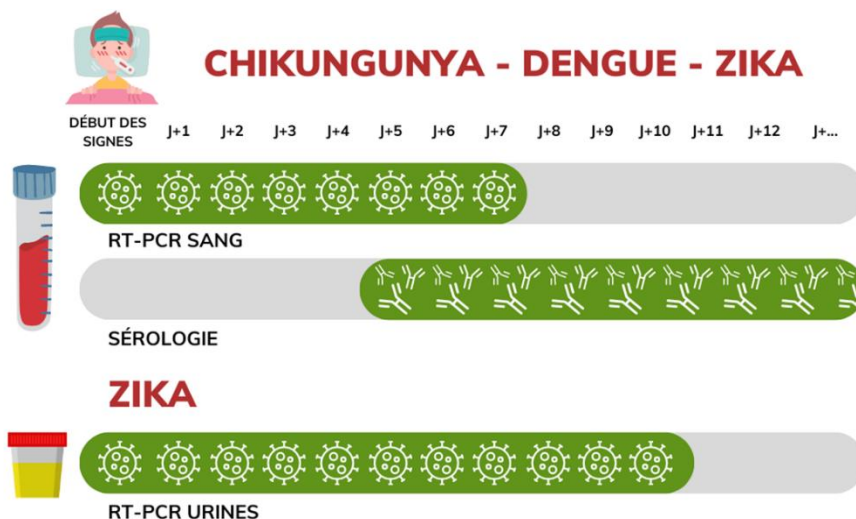 CHIKUNGUNYA - DENGUE - ZIKA
DÉBUT DES
SIGNES
J+1 J+2 J+3 J+4 J+5 J+6 J+7 J+8 J+9 J+10 J+11 J+12 J+...
RT-PCR SANG
SÉROLOGIE
ZIKA
RT-PCR URINES